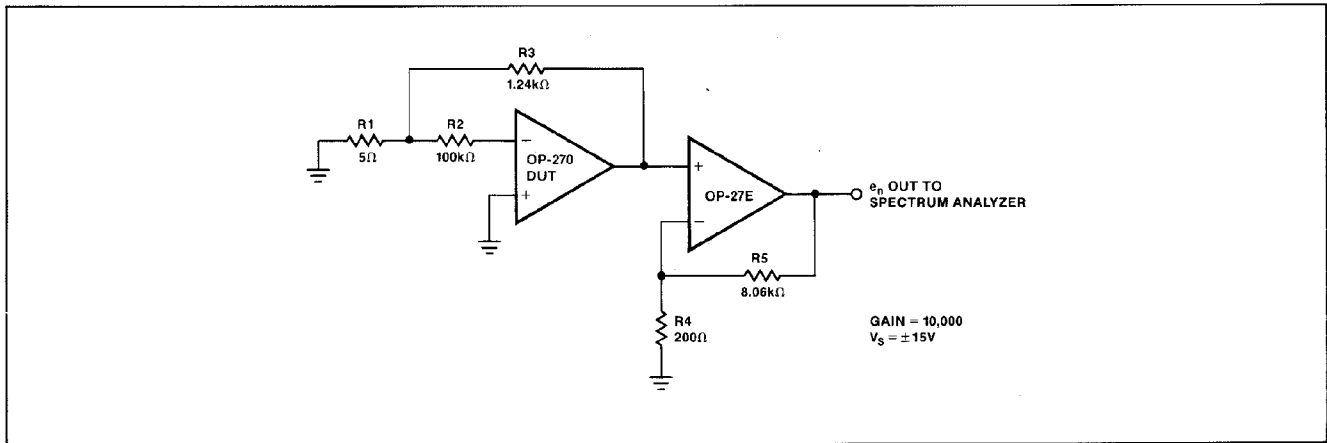 R3
1.24kΩ
R1
5Ω
R2
100kΩ
−
OP-270
DUT
+
+
OP-27E
−
eₙ OUT TO
SPECTRUM ANALYZER
R5
8.06kΩ
R4
200Ω
GAIN = 10,000
V_S = ±15V